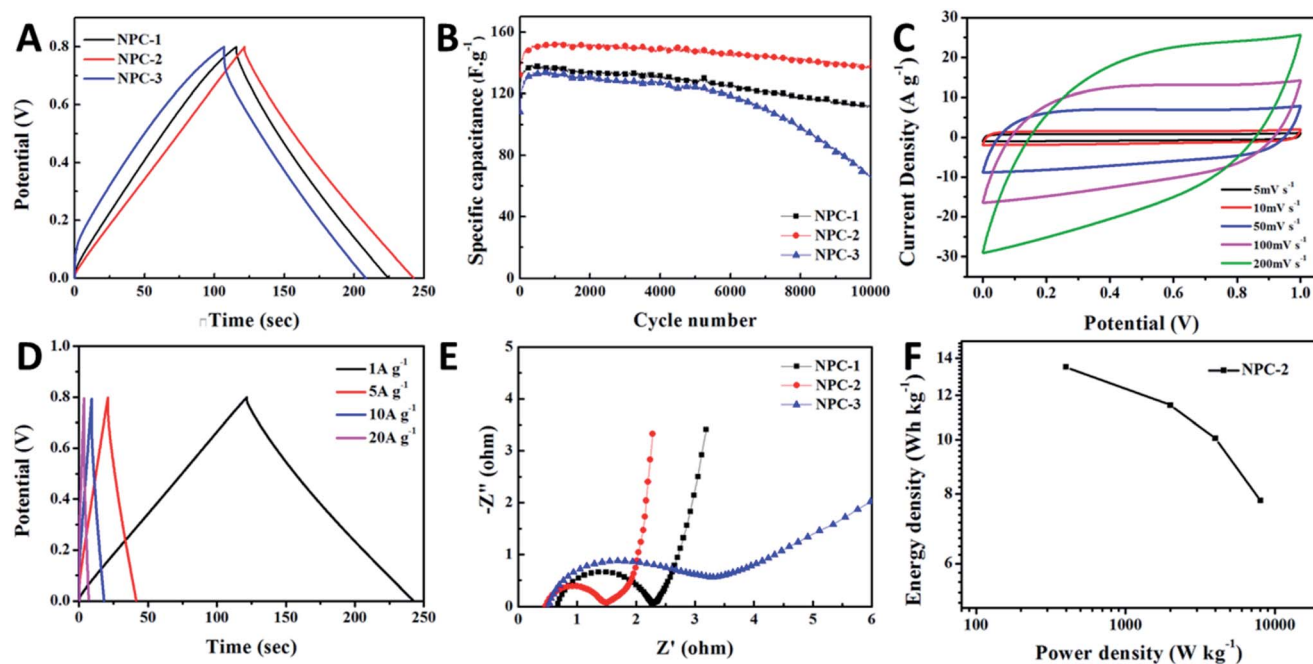 A
NPC-1
NPC-2
NPC-3
0.8
0.6
0.4
0.2
0.0
Potential (V)
0 50 100 150 200 250
□Time (sec)
B
160
120
80
40
0
Specific capacitance (F.g⁻¹)
NPC-1
NPC-2
NPC-3
0 2000 4000 6000 8000 10000
Cycle number
C
30
20
10
0
-10
-20
-30
Current Density (A g⁻¹)
5mV s⁻¹
10mV s⁻¹
50mV s⁻¹
100mV s⁻¹
200mV s⁻¹
0.0 0.2 0.4 0.6 0.8 1.0
Potential (V)
D
1.0
0.8
0.6
0.4
0.2
0.0
Potential (V)
1A g⁻¹
5A g⁻¹
10A g⁻¹
20A g⁻¹
0 50 100 150 200 250
Time (sec)
E
5
4
3
2
1
0
-Z" (ohm)
NPC-1
NPC-2
NPC-3
0 1 2 3 4 5 6
Z' (ohm)
F
14
12
10
8
6
Energy density (Wh kg⁻¹)
NPC-2
100 1000 10000
Power density (W kg⁻¹)